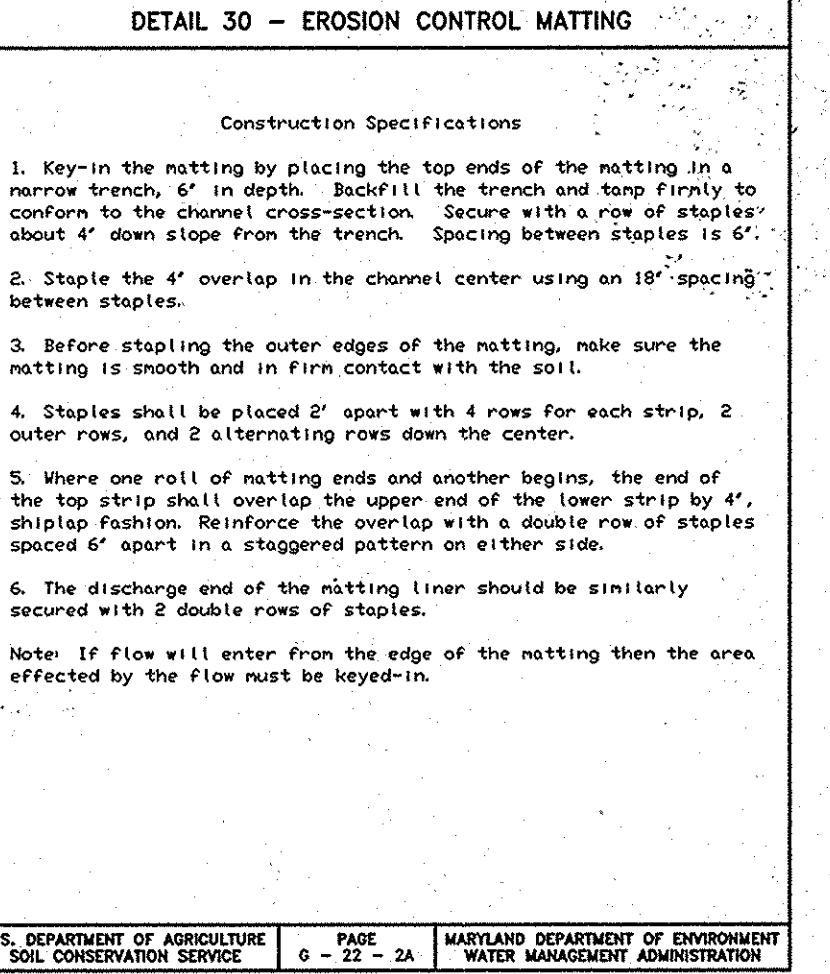 DETAIL 30 – EROSION CONTROL MATTING
Construction Specifications
1. Key-in the matting by placing the top ends of the matting in a
narrow trench, 6" in depth. Backfill the trench and tamp firmly to
conform to the channel cross-section. Secure with a row of staples
about 4" down slope from the trench. Spacing between staples is 6".
2. Staple the 4" overlap in the channel center using an 18" spacing
between staples.
3. Before stapling the outer edges of the matting, make sure the
matting is smooth and in firm contact with the soil.
4. Staples shall be placed 2' apart with 4 rows for each strip, 2
outer rows, and 2 alternating rows down the center.
5. Where one roll of matting ends and another begins, the end of
the top strip shall overlap the upper end of the lower strip by 4",
shiplap fashion. Reinforce the overlap with a double row of staples
spaced 6" apart in a staggered pattern on either side.
6. The discharge end of the matting liner should be similarly
secured with 2 double rows of staples.
Note: If flow will enter from the edge of the matting then the area
effected by the flow must be keyed-in.
S. DEPARTMENT OF AGRICULTURE
SOIL CONSERVATION SERVICE
PAGE
G – 22 – 2A
MARYLAND DEPARTMENT OF ENVIRONMENT
WATER MANAGEMENT ADMINISTRATION